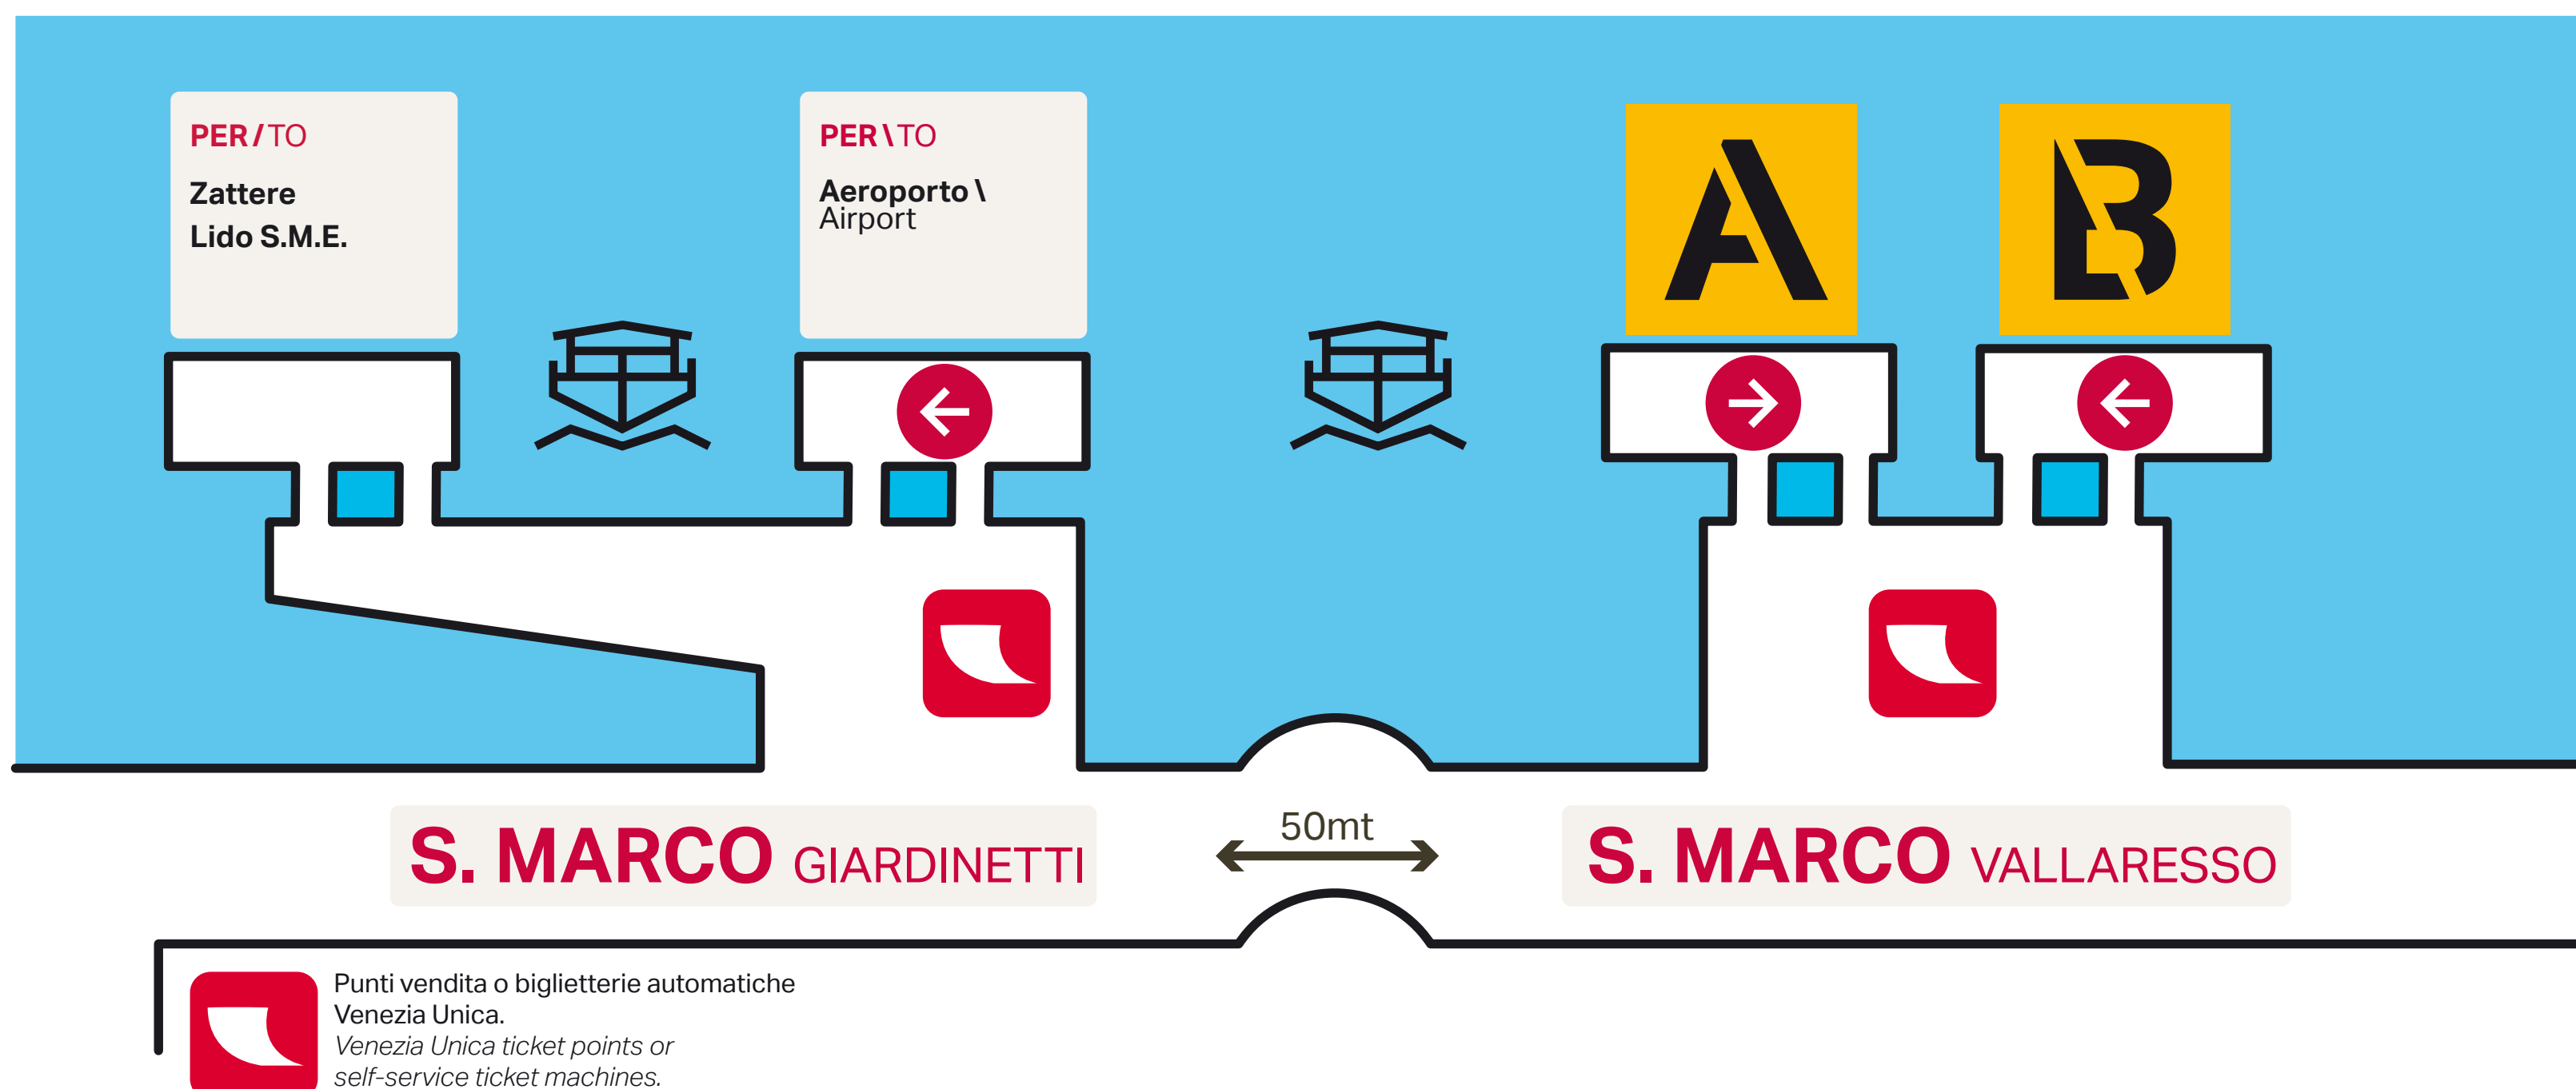 PER/TO
Zattere
Lido S.M.E.
PER\TO
Aeroporto \
Airport
A
B
S. MARCO GIARDINETTI
50mt
S. MARCO VALLARESSO
Punti vendita o biglietterie automatiche
Venezia Unica.
Venezia Unica ticket points or
self-service ticket machines.